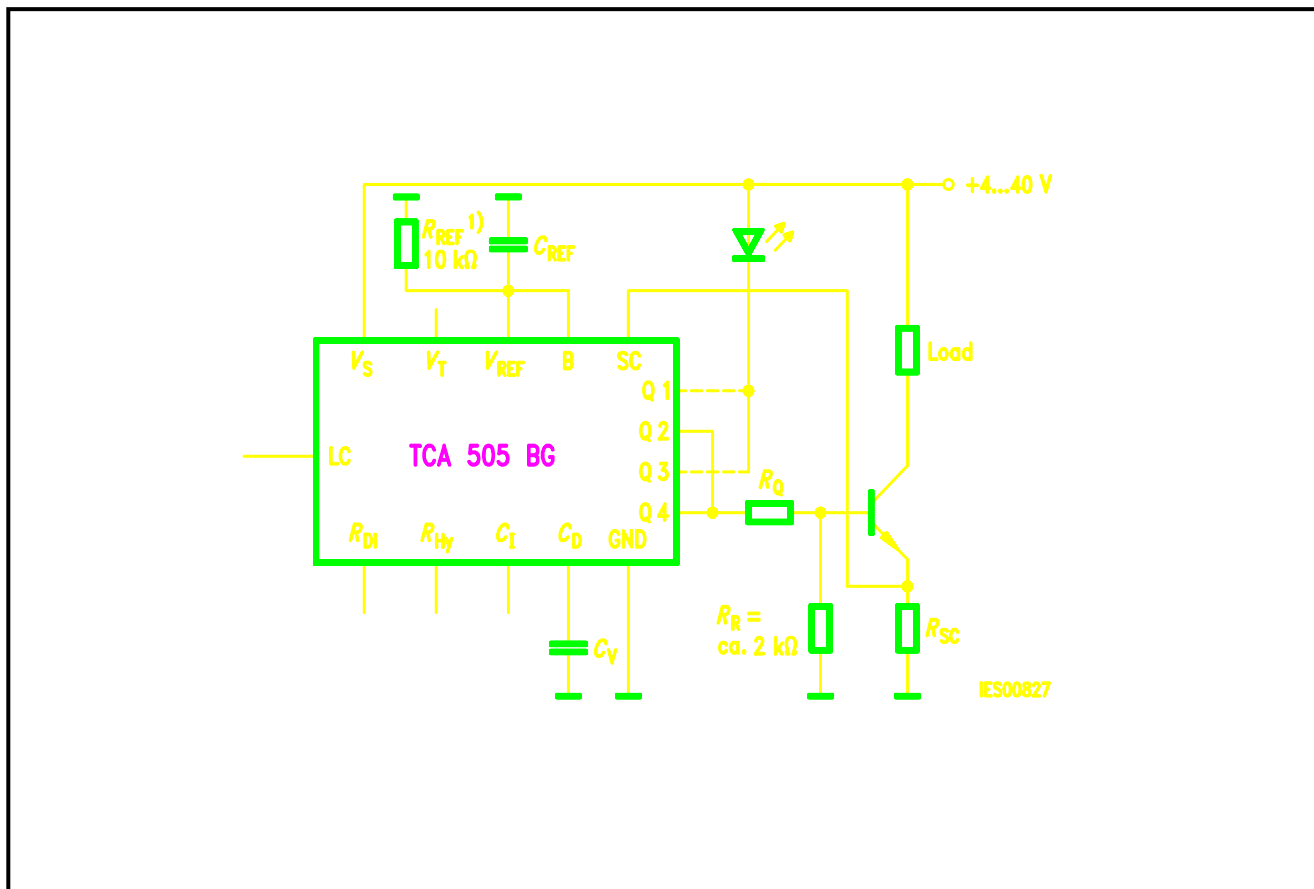 +4...40 V
R_REF 1)
10 kΩ
C_REF
V_S V_T V_REF B SC
Load
Q 1
Q 2
LC TCA 505 BG Q 3
R_Q
Q 4
R_DI R_Hy C_I C_D GND
R_R =
ca. 2 kΩ
R_SC
C_V
IES00827